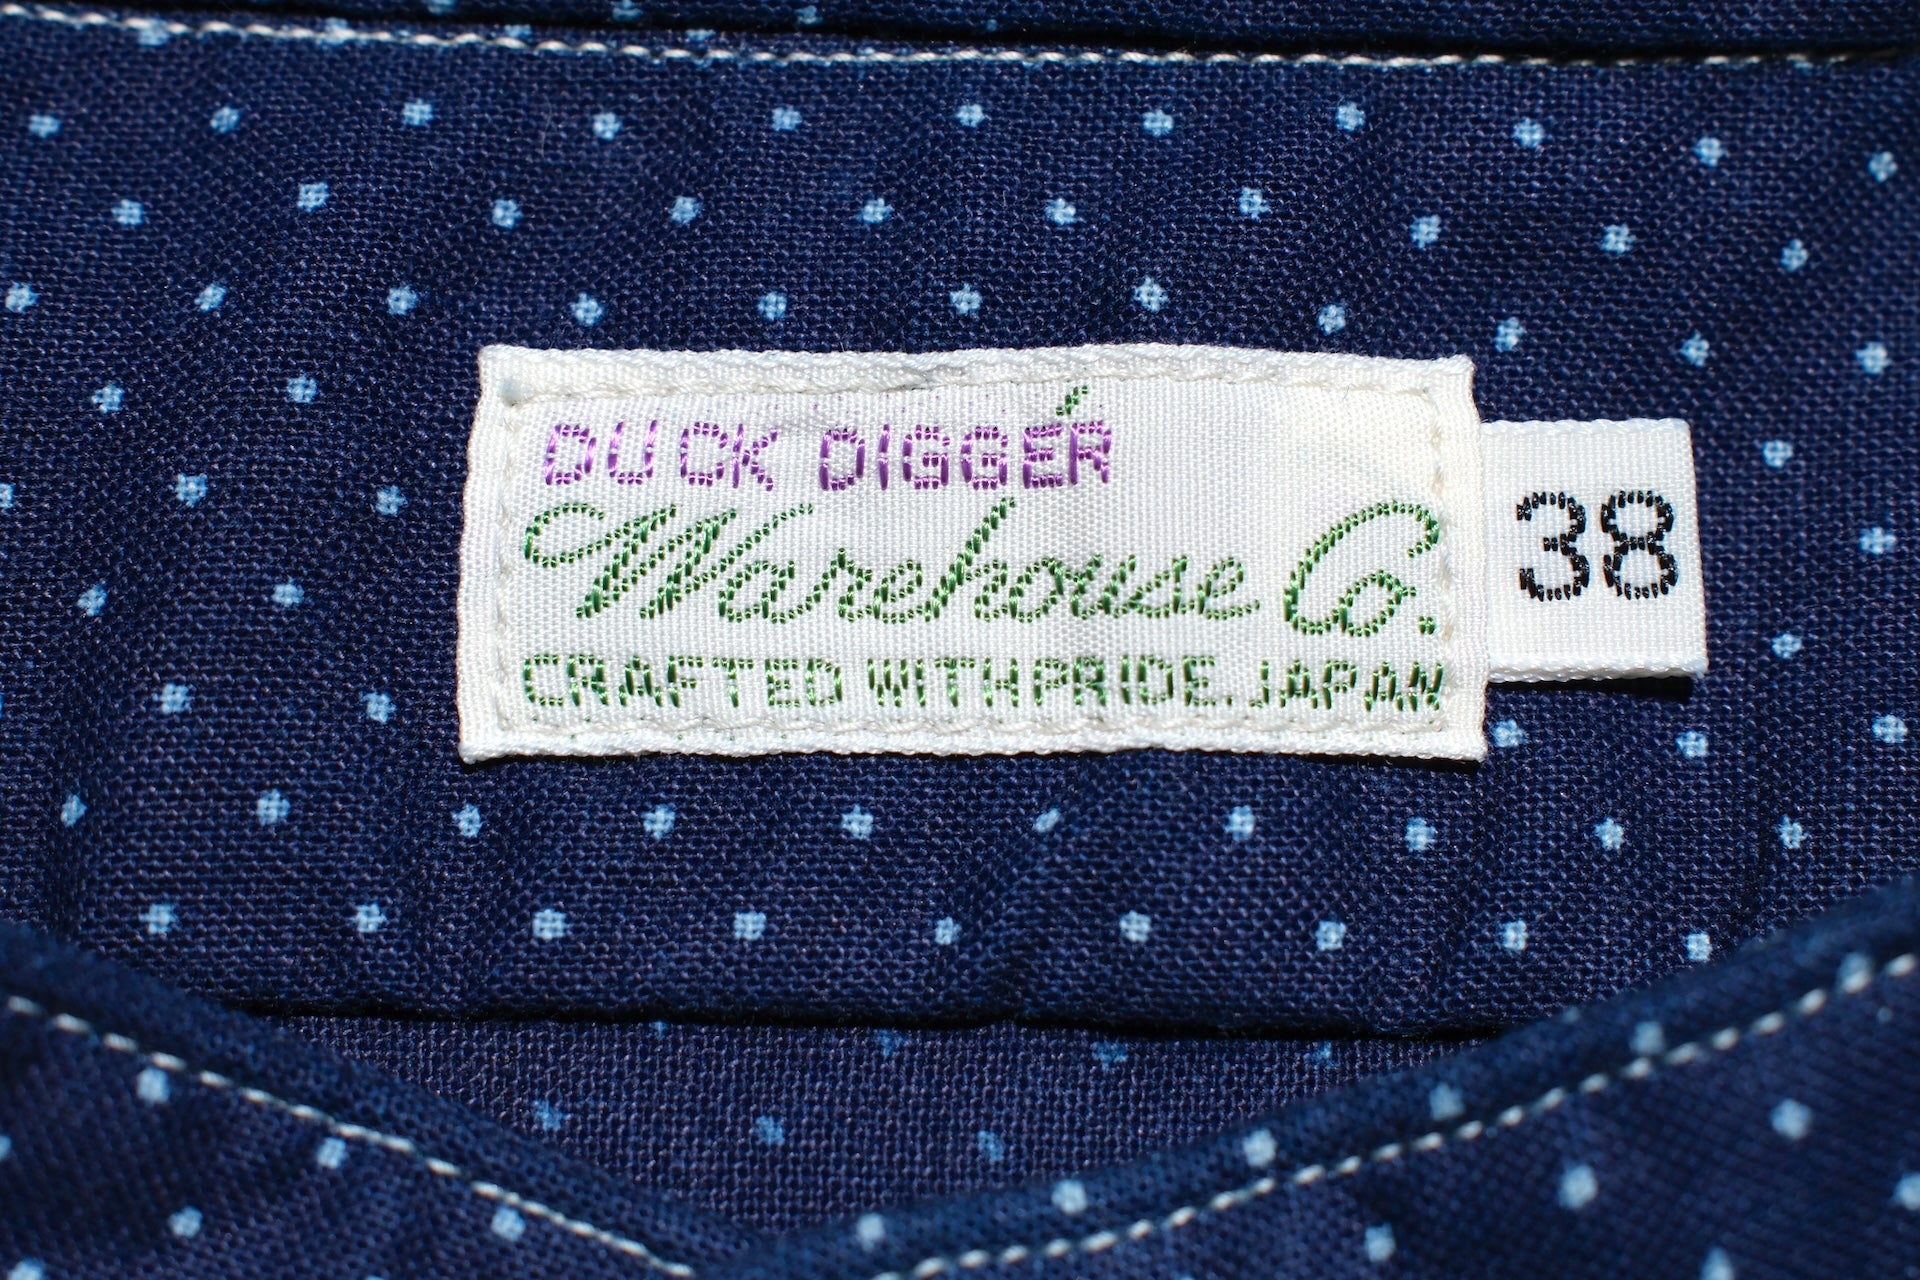 DUCK DIGGER
Warehouse Co.
CRAFTED WITH PRIDE. JAPAN
38